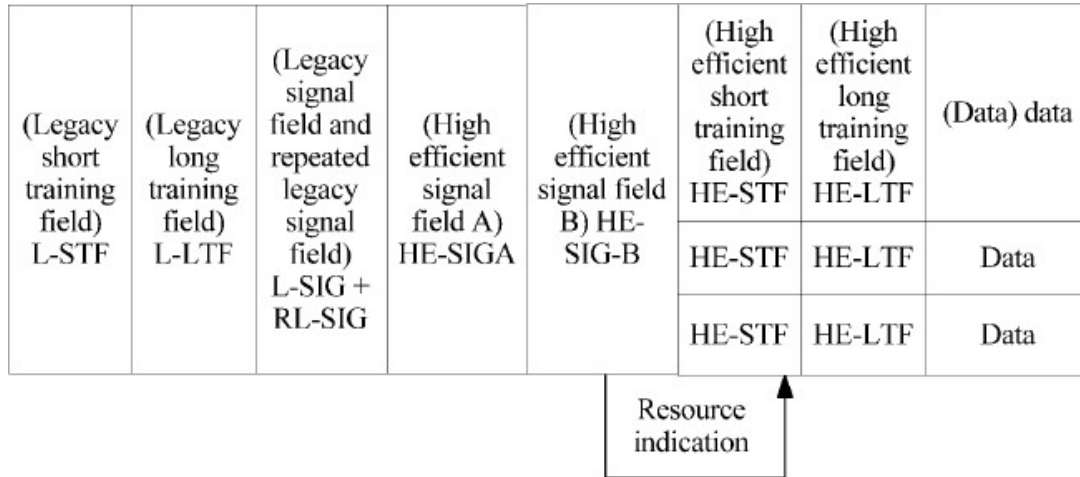 (Legacy
short
training
field)
L-STF
(Legacy
long
training
field)
L-LTF
(Legacy
signal
field and
repeated
legacy
signal
field)
L-SIG +
RL-SIG
(High
efficient
signal
field A)
HE-SIGA
(High
efficient
signal field
B) HE-
SIG-B
(High
efficient
short
training
field)
HE-STF
(High
efficient
long
training
field)
HE-LTF
(Data) data
HE-STF
HE-LTF
Data
HE-STF
HE-LTF
Data
Resource
indication